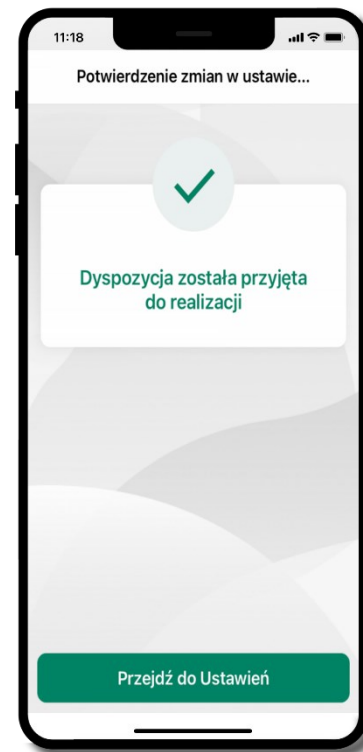 11:18
Potwierdzenie zmian w ustawie...
Dyspozycja została przyjęta
do realizacji
Przejdź do Ustawień